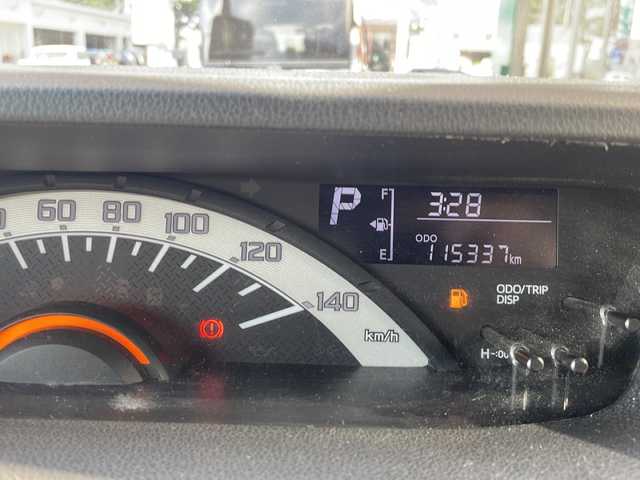 60
80
100
120
140
km/h
P
F
E
3:28
ODO
115337km
ODO/TRIP
DISP
H